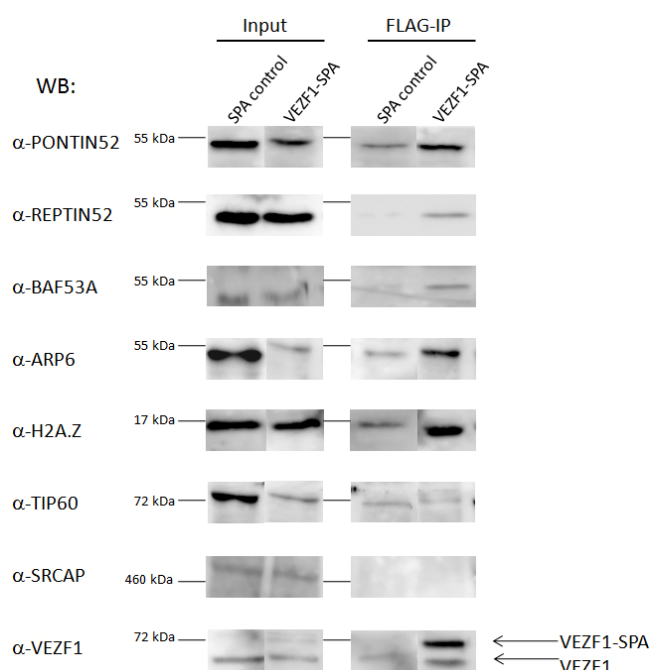 Input FLAG-IP
WB: SPA control VEZF1-SPA SPA control VEZF1-SPA
α-PONTIN52 55 kDa
α-REPTIN52 55 kDa
α-BAF53A 55 kDa
α-ARP6 55 kDa
α-H2A.Z 17 kDa
α-TIP60 72 kDa
α-SRCAP 460 kDa
α-VEZF1 72 kDa VEZF1-SPA
VEZF1